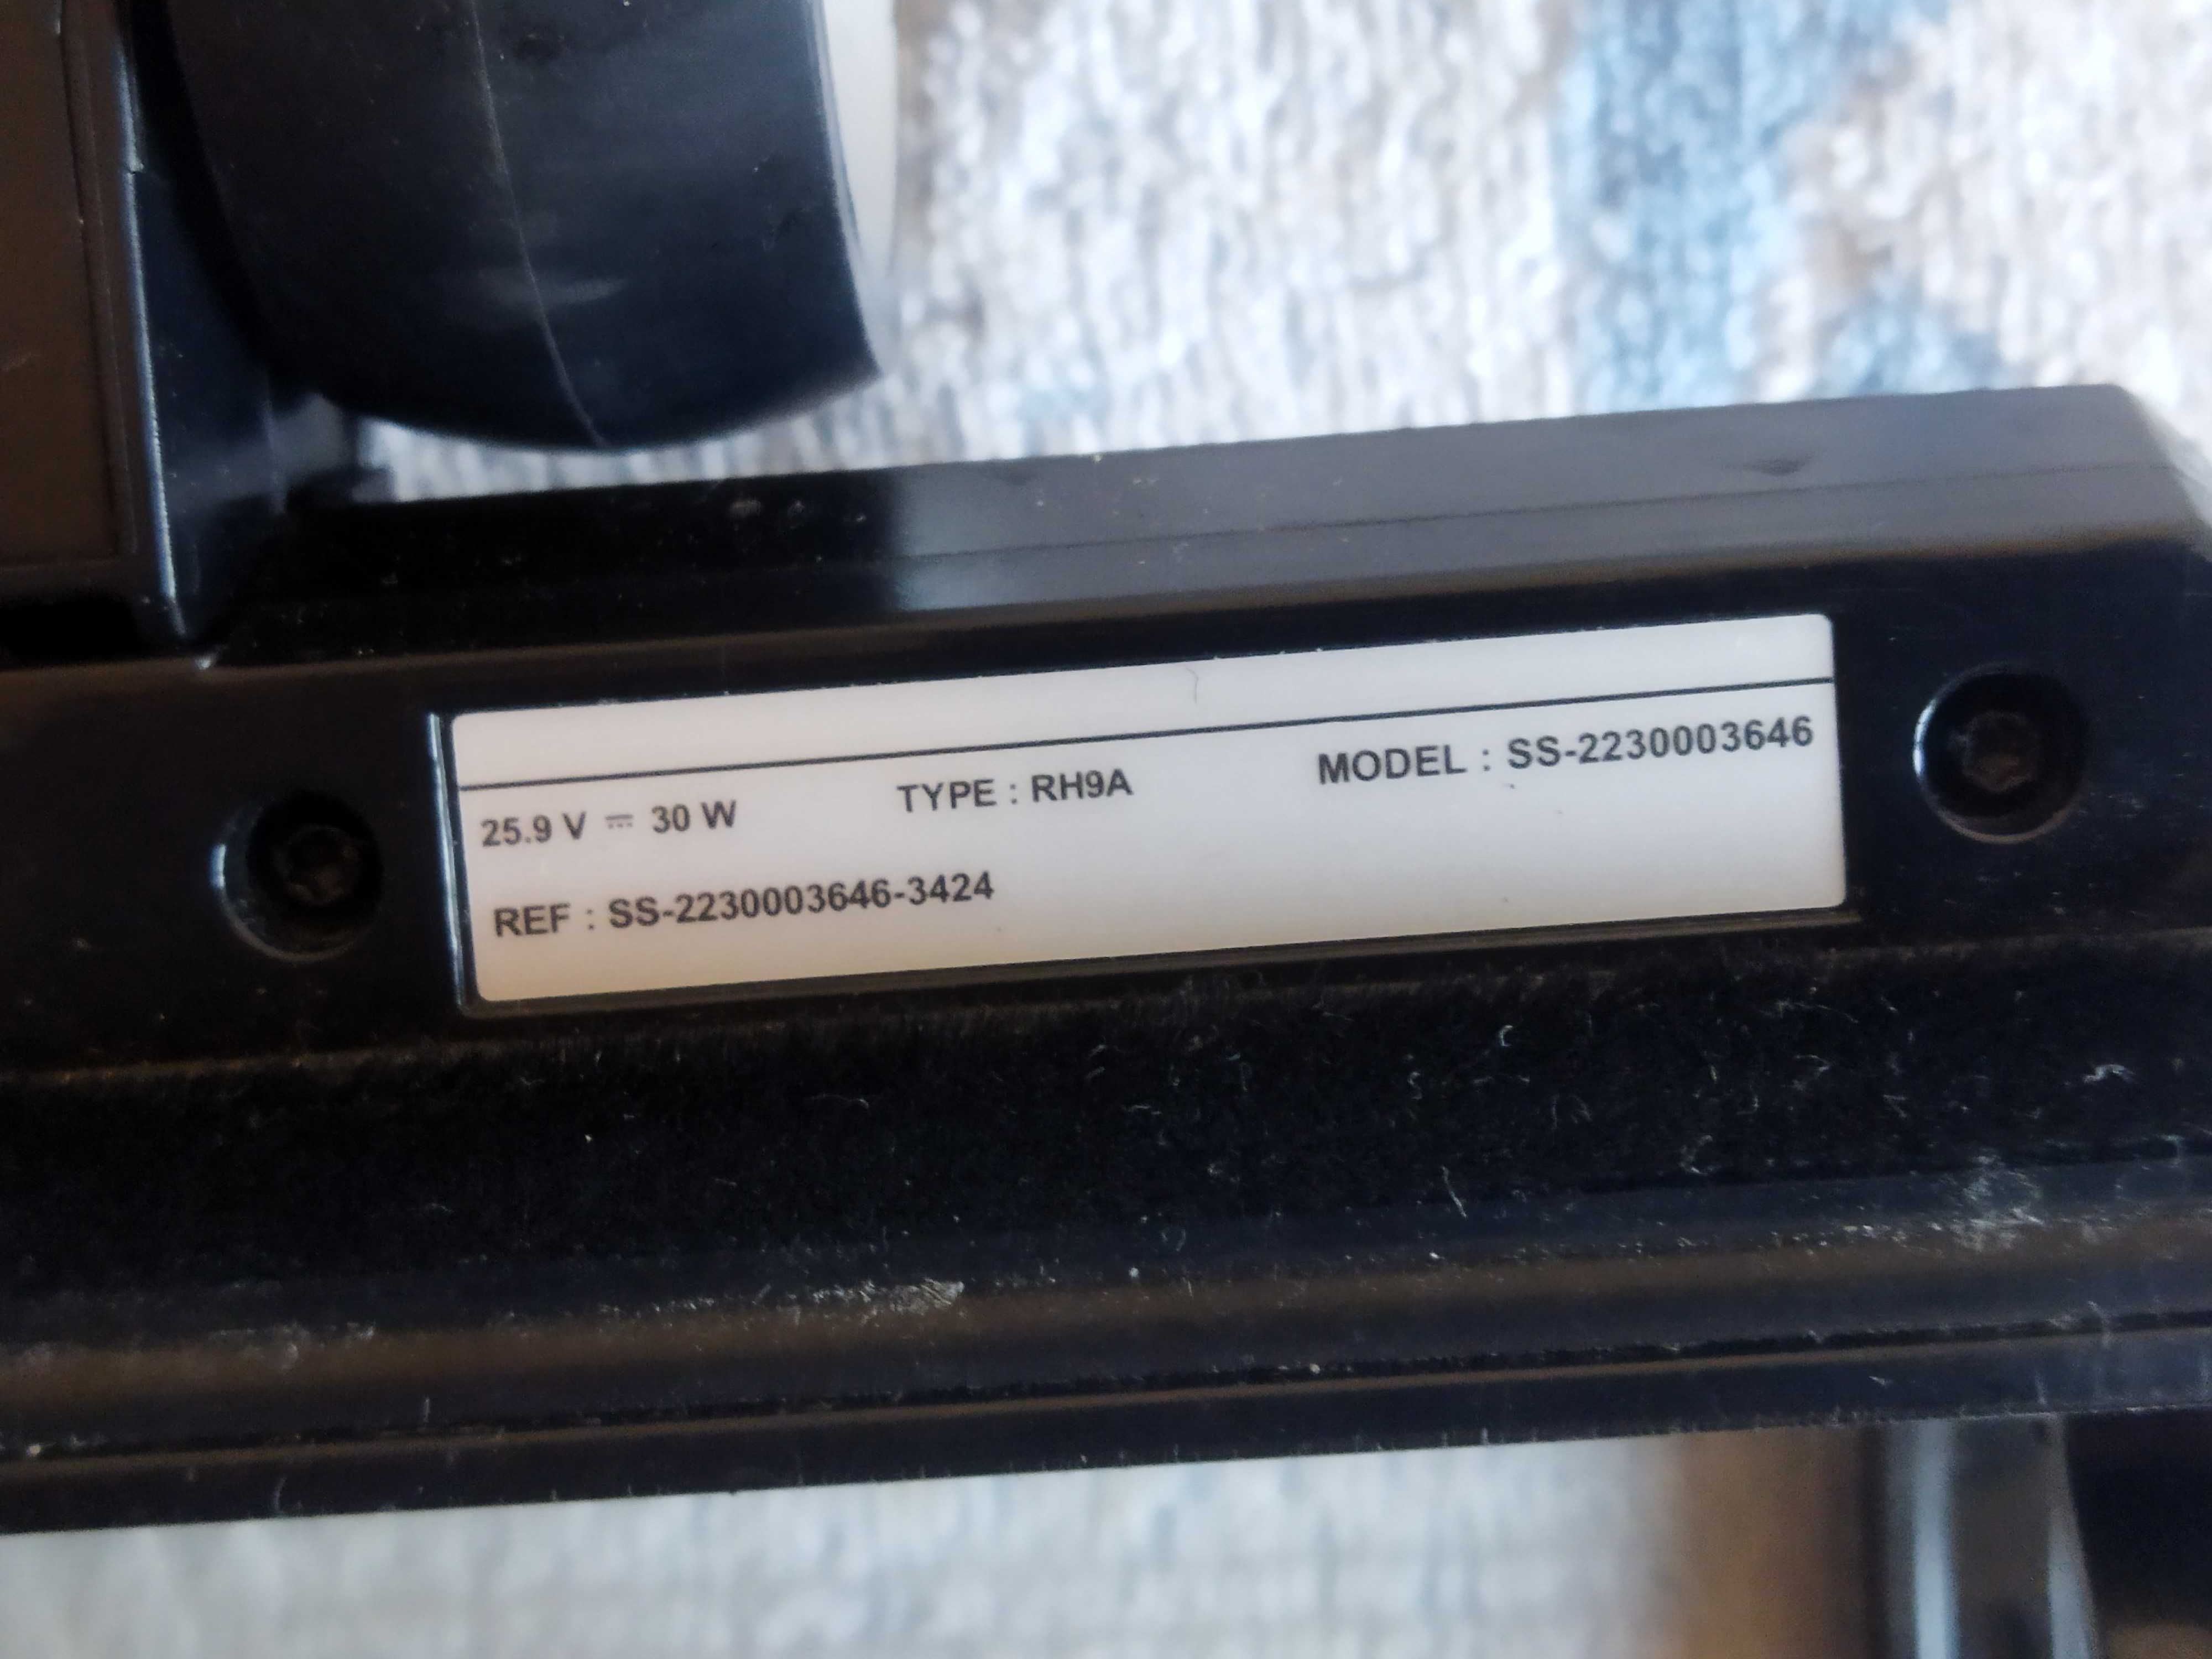 25.9 V ⎓ 30 W TYPE : RH9A MODEL : SS-2230003646
REF : SS-2230003646-3424